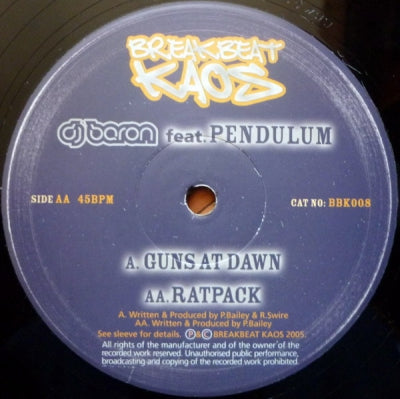 BREAKBEAT
KAOS
dj baron feat. PENDULUM
SIDE AA 45BPM CAT NO: BBK008
A. GUNS AT DAWN
AA. RATPACK
A. Written & Produced by P.Bailey & R.Swire
AA. Written & Produced by P.Bailey
See sleeve for details. ℗&© BREAKBEAT KAOS 2005.
All rights of the manufacturer and of the owner of the
recorded work reserved. Unauthorised public performance,
broadcasting and copying of the recorded work prohibited.